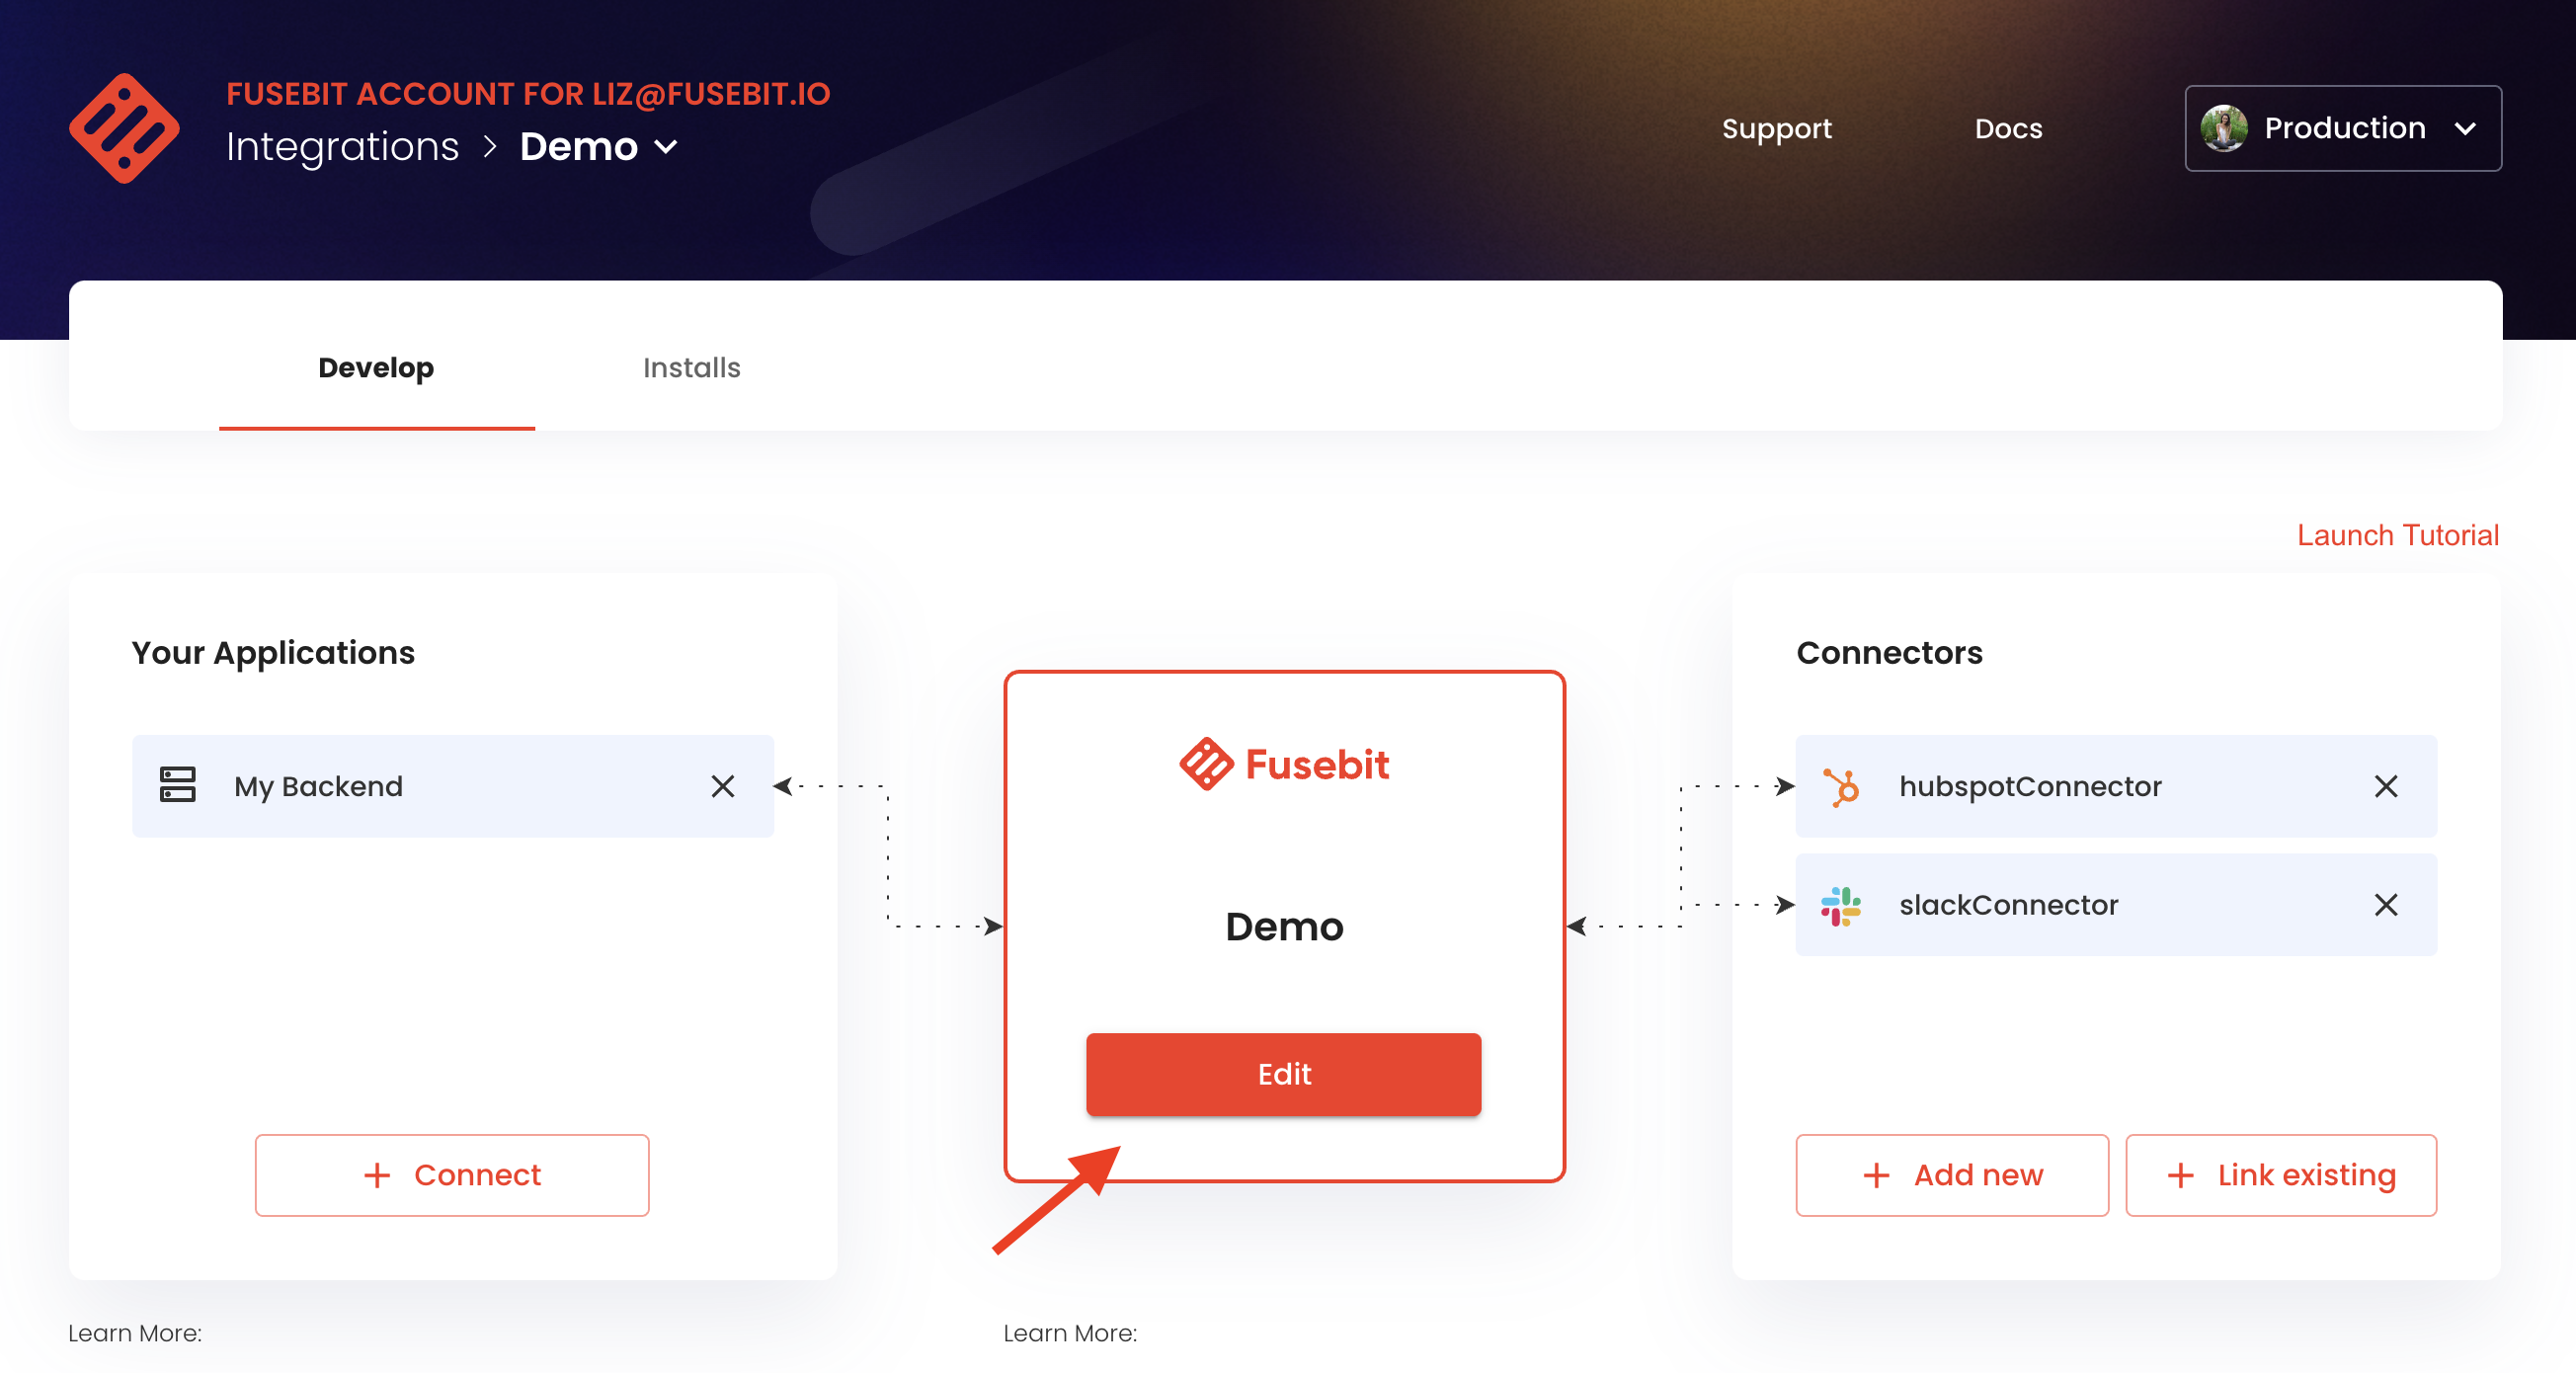 FUSEBIT ACCOUNT FOR LIZ@FUSEBIT.IO
Integrations > Demo
Support
Docs
Production
Develop
Installs
Launch Tutorial
Your Applications
My Backend
Connect
Fusebit
Demo
Edit
Connectors
hubspotConnector
slackConnector
Add new
Link existing
Learn More:
Learn More: